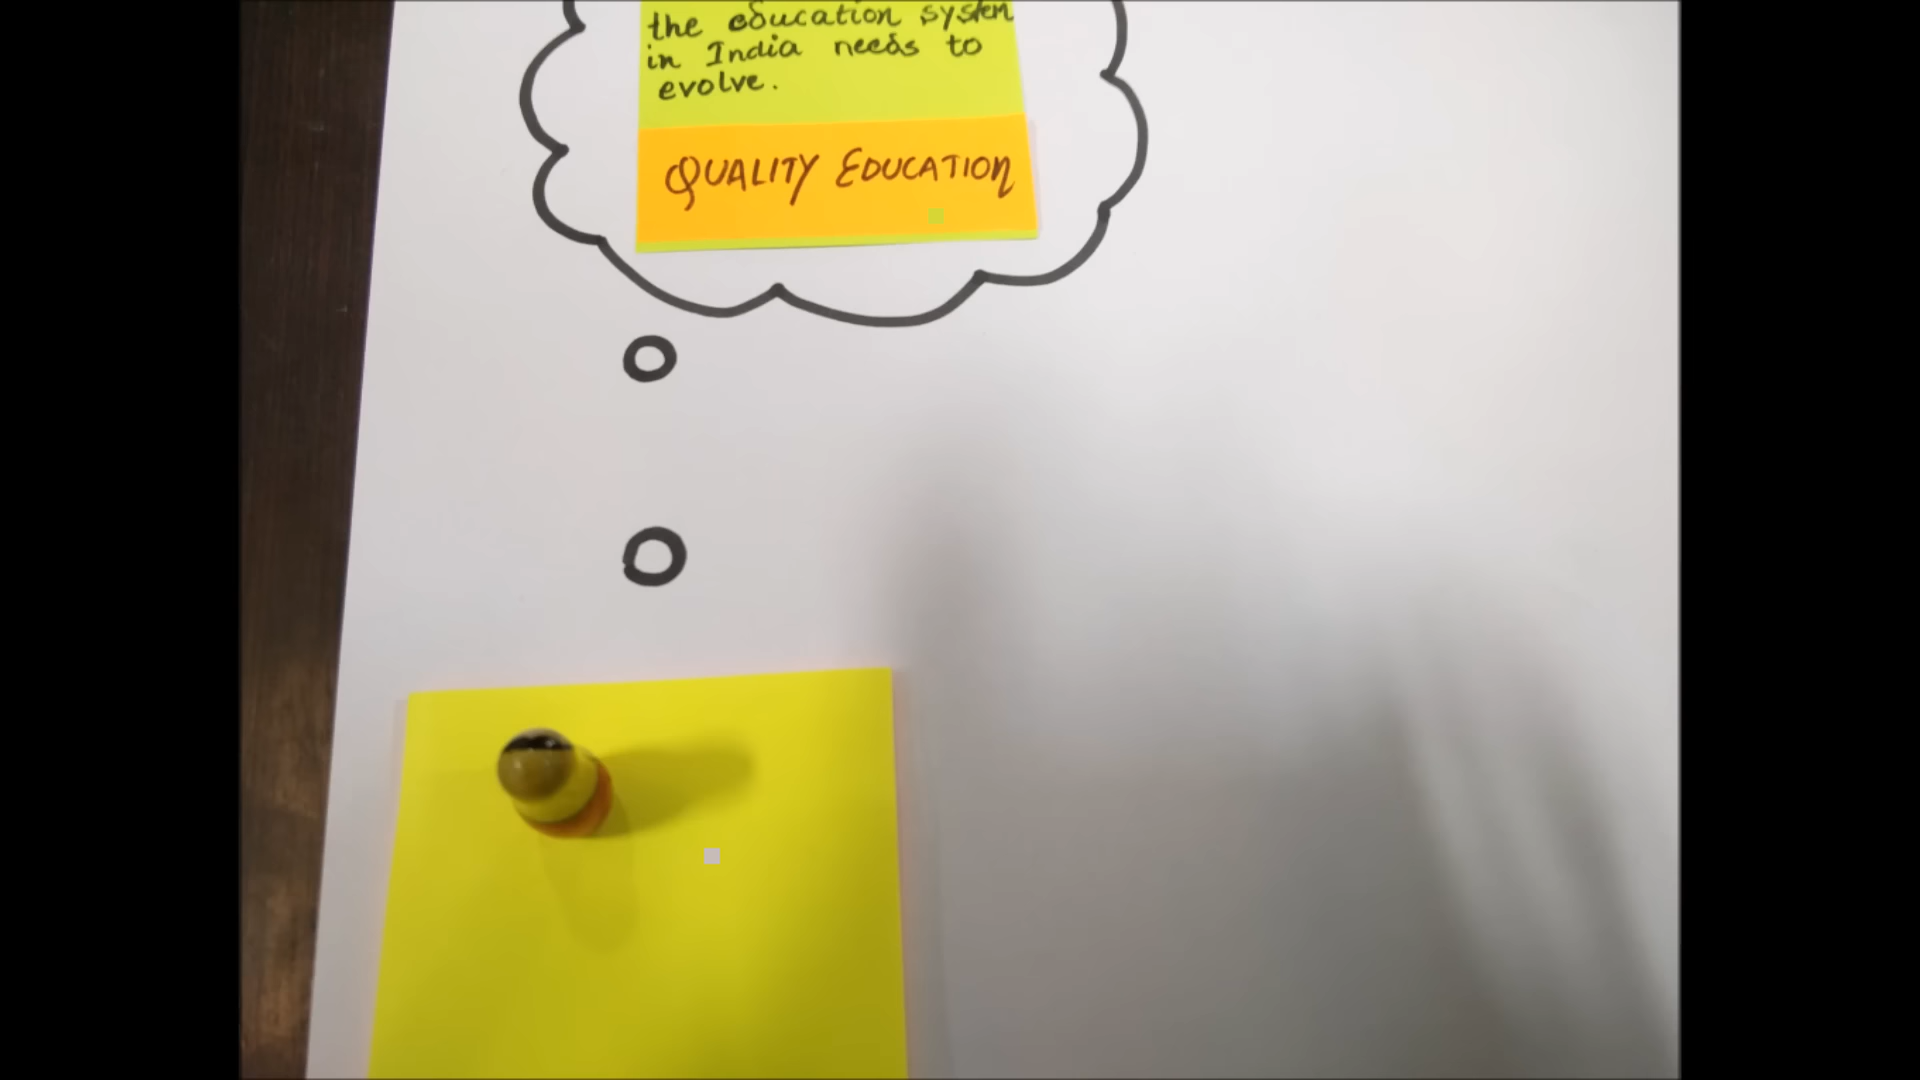 the education system
in India needs to
evolve.
QUALITY EDUCATION